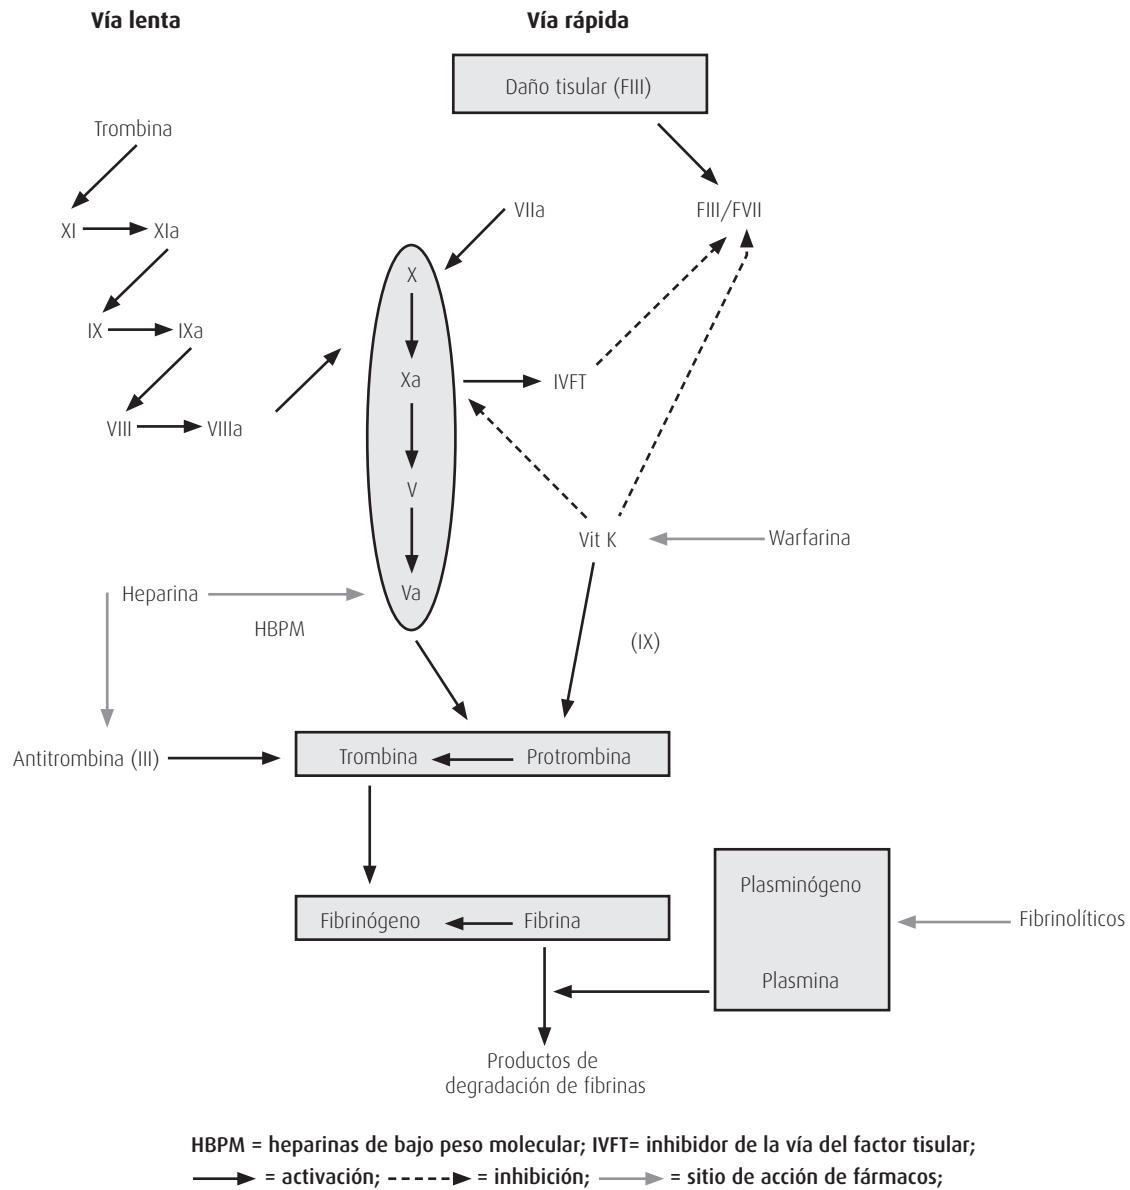 Vía lenta
Vía rápida
Daño tisular (FIII)
Trombina
VIIa
FIII/FVII
XI
XIa
X
IX
IXa
Xa
IVFT
VIII
VIIIa
V
Vit K
Warfarina
Heparina
Va
HBPM
(IX)
Antitrombina (III)
Trombina
Protrombina
Plasminógeno
Fibrinógeno
Fibrina
Fibrinolíticos
Plasmina
Productos de
degradación de fibrinas
HBPM = heparinas de bajo peso molecular; IVFT= inhibidor de la vía del factor tisular;
= activación; = inhibición; = sitio de acción de fármacos;